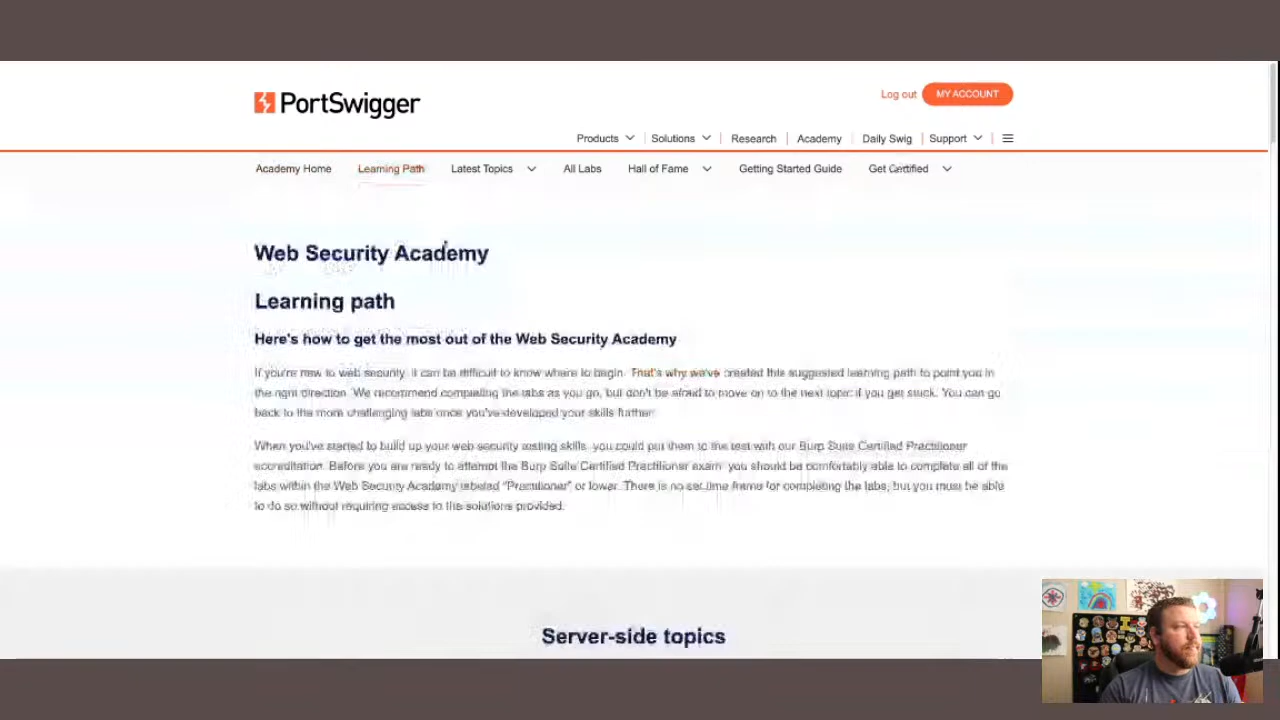 PortSwigger
Log out
MY ACCOUNT
Products
Solutions
Research
Academy
Daily Swig
Support
Academy Home
Learning Path
Latest Topics
All Labs
Hall of Fame
Getting Started Guide
Get Certified
Web Security Academy
Learning path
Here's how to get the most out of the Web Security Academy
If you're new to web security, it can be difficult to know where to begin. That's why we've created this suggested learning path to point you in
the right direction. We recommend completing the labs as you go, but don't be afraid to move on to the next topic if you get stuck. You can go
back to the more challenging labs once you've developed your skills further.
When you've started to build up your web security testing skills, you could put them to the test with our Burp Suite Certified Practitioner
accreditation. Before you are ready to attempt the Burp Suite Certified Practitioner exam, you should be comfortably able to complete all of the
labs within the Web Security Academy labeled "Practitioner" or lower. There is no set time frame for completing the labs, but you must be able
to do so without requiring access to the solutions provided.
Server-side topics